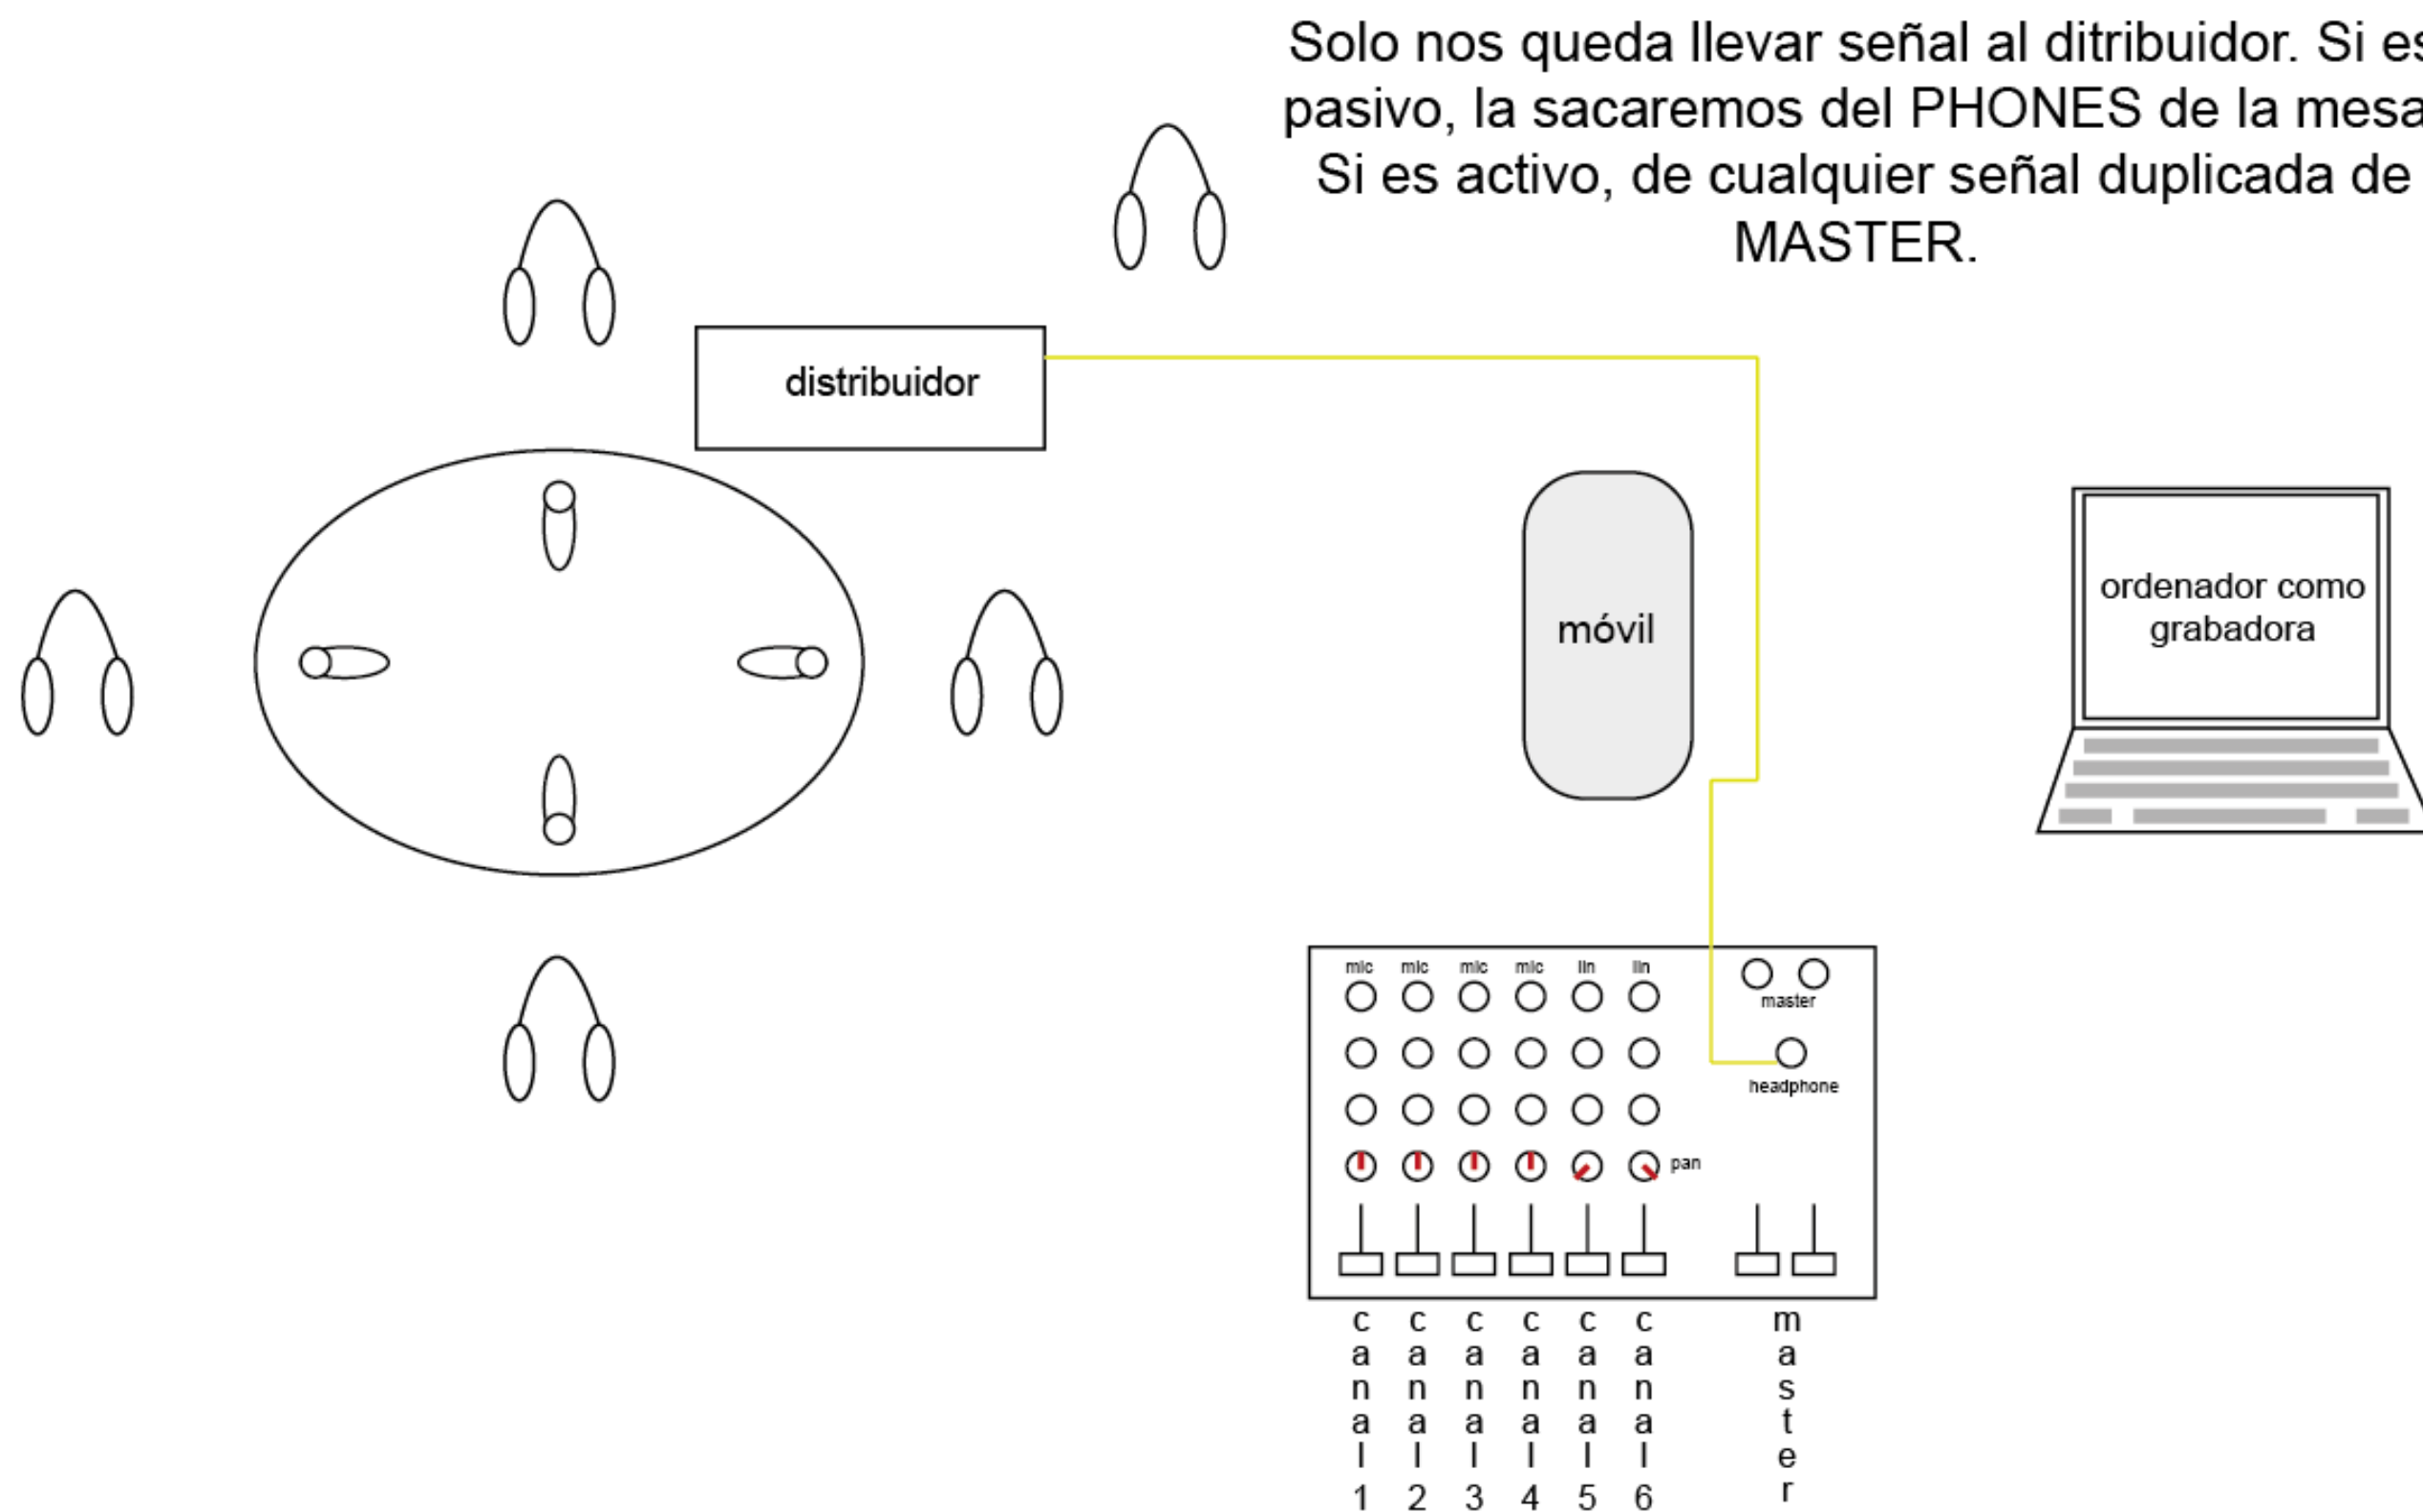 Solo nos queda llevar señal al ditribuidor. Si es
pasivo, la sacaremos del PHONES de la mesa
Si es activo, de cualquier señal duplicada de
MASTER.
distribuidor
móvil
ordenador como
grabadora
mic mic mic mic lin lin
master
headphone
pan
canal 1
canal 2
canal 3
canal 4
canal 5
canal 6
master